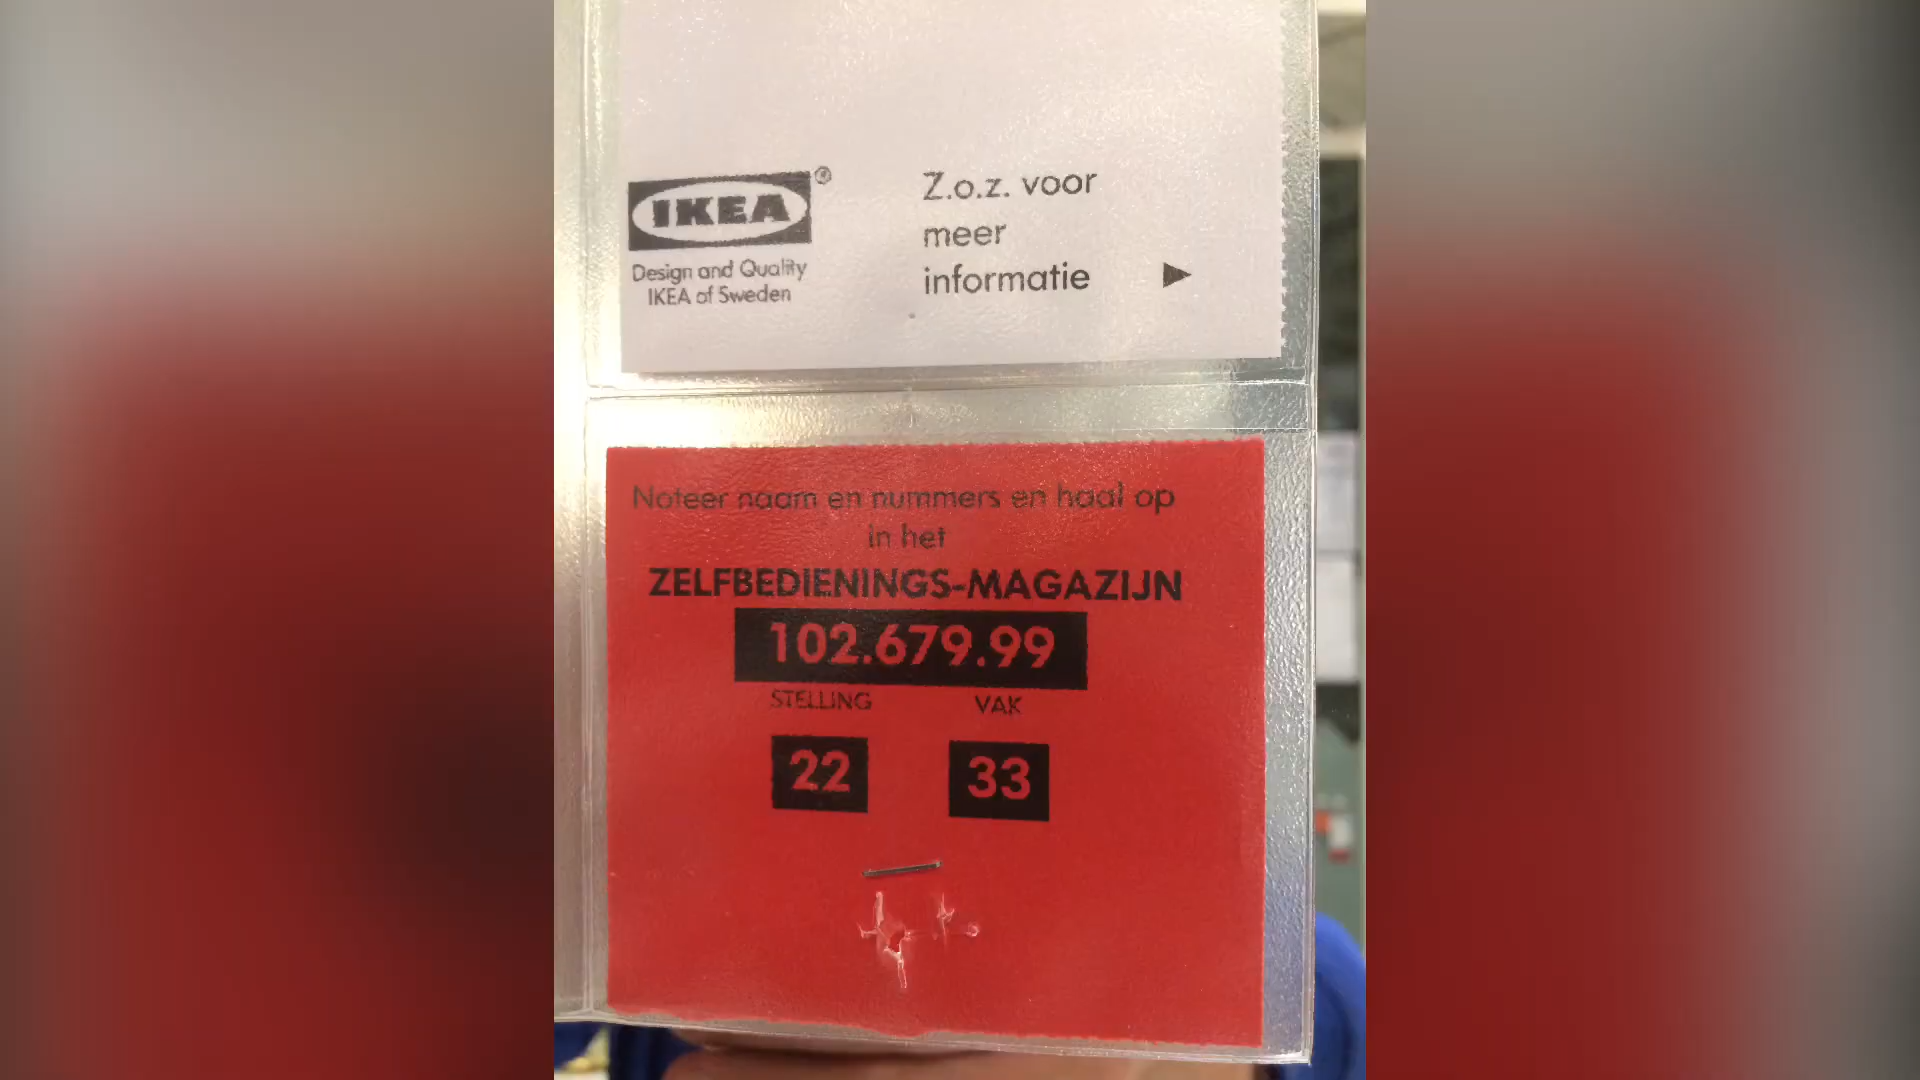 IKEA®
Design and Quality
IKEA of Sweden
Z.o.z. voor
meer
informatie
Noteer naam en nummers en haal op
in het
ZELFBEDIENINGS-MAGAZIJN
102.679.99
STELLING VAK
22 33